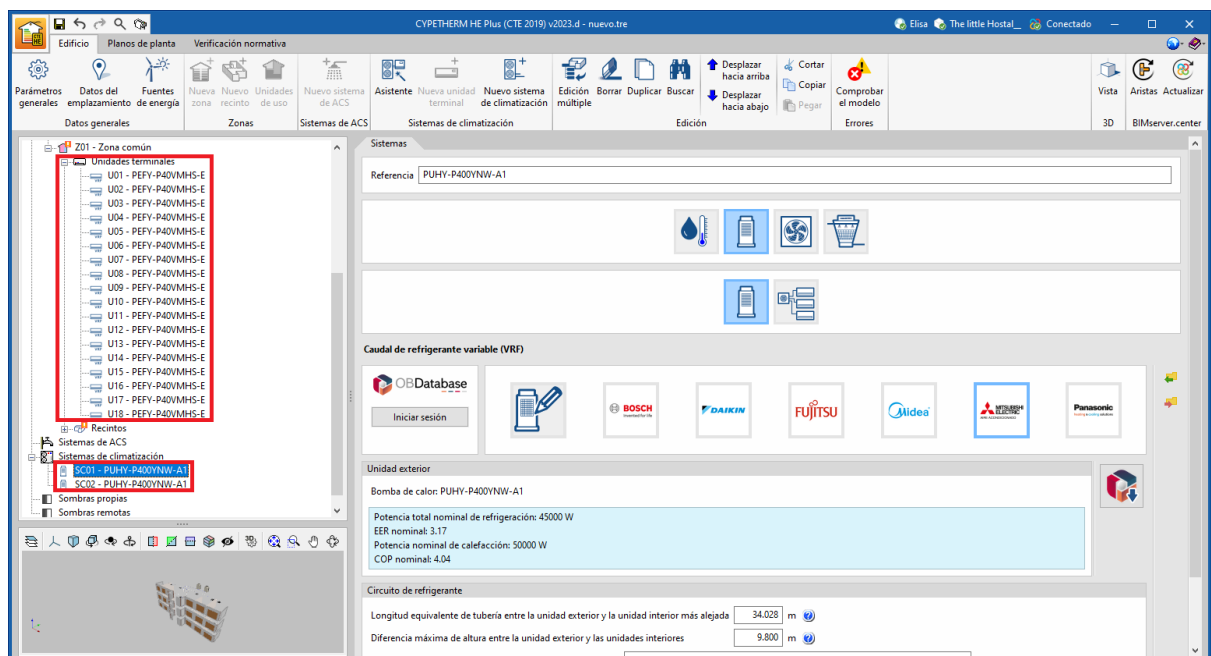 CYPETHERM HE Plus (CTE 2019) v2023.d - nuevo.tre
Elisa
The little Hostal_
Conectado
HE
Edificio
Planos de planta
Verificación normativa
Parámetros generales
Datos del emplazamiento
Fuentes de energía
Nueva zona
Nuevo recinto
Unidades de uso
Nuevo sistema de ACS
Asistente
Nueva unidad terminal
Nuevo sistema de climatización
Edición múltiple
Borrar
Duplicar
Buscar
Desplazar hacia arriba
Desplazar hacia abajo
Cortar
Copiar
Pegar
Comprobar el modelo
Vista
Aristas
Actualizar
Datos generales
Zonas
Sistemas de ACS
Sistemas de climatización
Edición
Errores
3D
BIMserver.center
Z01 - Zona común
Unidades terminales
U01 - PEFY-P40VMHS-E
U02 - PEFY-P40VMHS-E
U03 - PEFY-P40VMHS-E
U04 - PEFY-P40VMHS-E
U05 - PEFY-P40VMHS-E
U06 - PEFY-P40VMHS-E
U07 - PEFY-P40VMHS-E
U08 - PEFY-P40VMHS-E
U09 - PEFY-P40VMHS-E
U10 - PEFY-P40VMHS-E
U11 - PEFY-P40VMHS-E
U12 - PEFY-P40VMHS-E
U13 - PEFY-P40VMHS-E
U14 - PEFY-P40VMHS-E
U15 - PEFY-P40VMHS-E
U16 - PEFY-P40VMHS-E
U17 - PEFY-P40VMHS-E
U18 - PEFY-P40VMHS-E
Recintos
Sistemas de ACS
Sistemas de climatización
SC01 - PUHY-P400YNW-A1
SC02 - PUHY-P400YNW-A1
Sombras propias
Sombras remotas
Sistemas
Referencia PUHY-P400YNW-A1
Caudal de refrigerante variable (VRF)
OBDatabase
Iniciar sesión
BOSCH
DAIKIN
FUJITSU
Midea
MITSUBISHI ELECTRIC
Panasonic
Unidad exterior
Bomba de calor: PUHY-P400YNW-A1
Potencia total nominal de refrigeración: 45000 W
EER nominal: 3.17
Potencia nominal de calefacción: 50000 W
COP nominal: 4.04
Circuito de refrigerante
Longitud equivalente de tubería entre la unidad exterior y la unidad interior más alejada 34.028 m
Diferencia máxima de altura entre la unidad exterior y las unidades interiores 9.800 m